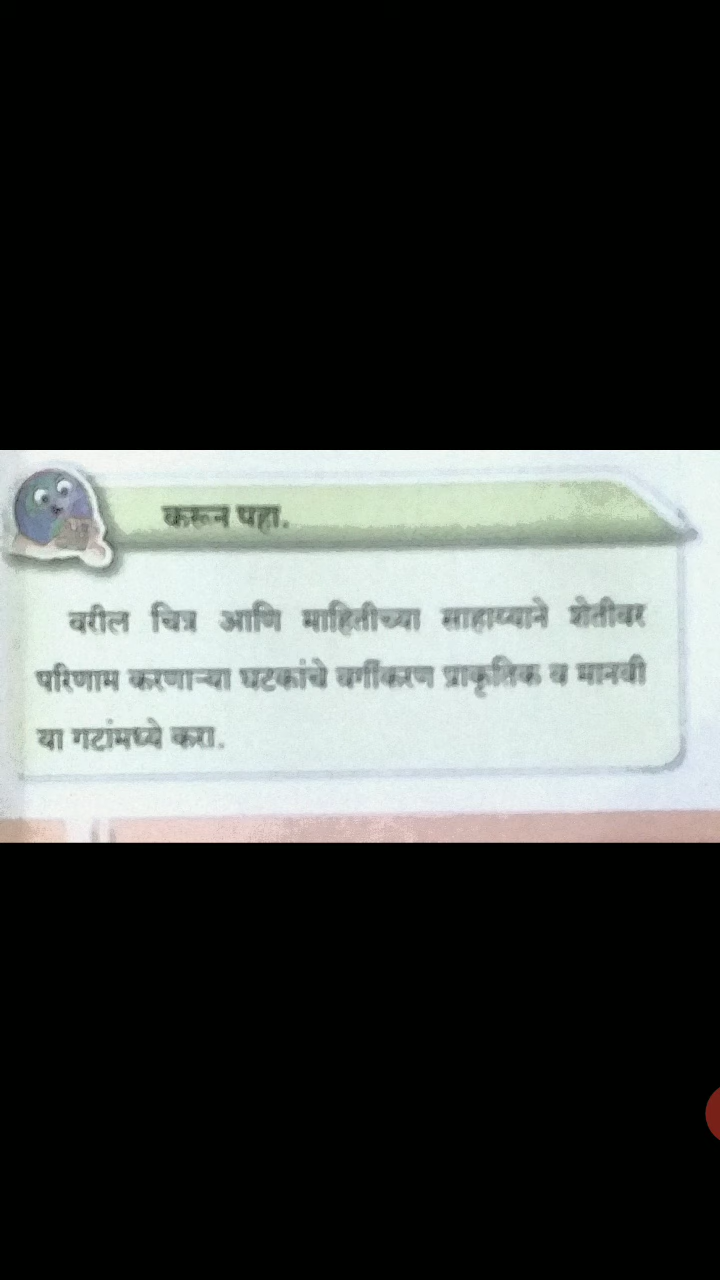 करून पहा.
वरील चित्र आणि माहितीच्या साहाय्याने शेतीवर
परिणाम करणाऱ्या घटकांचे वर्गीकरण प्राकृतिक व मानवी
या गटांमध्ये करा.